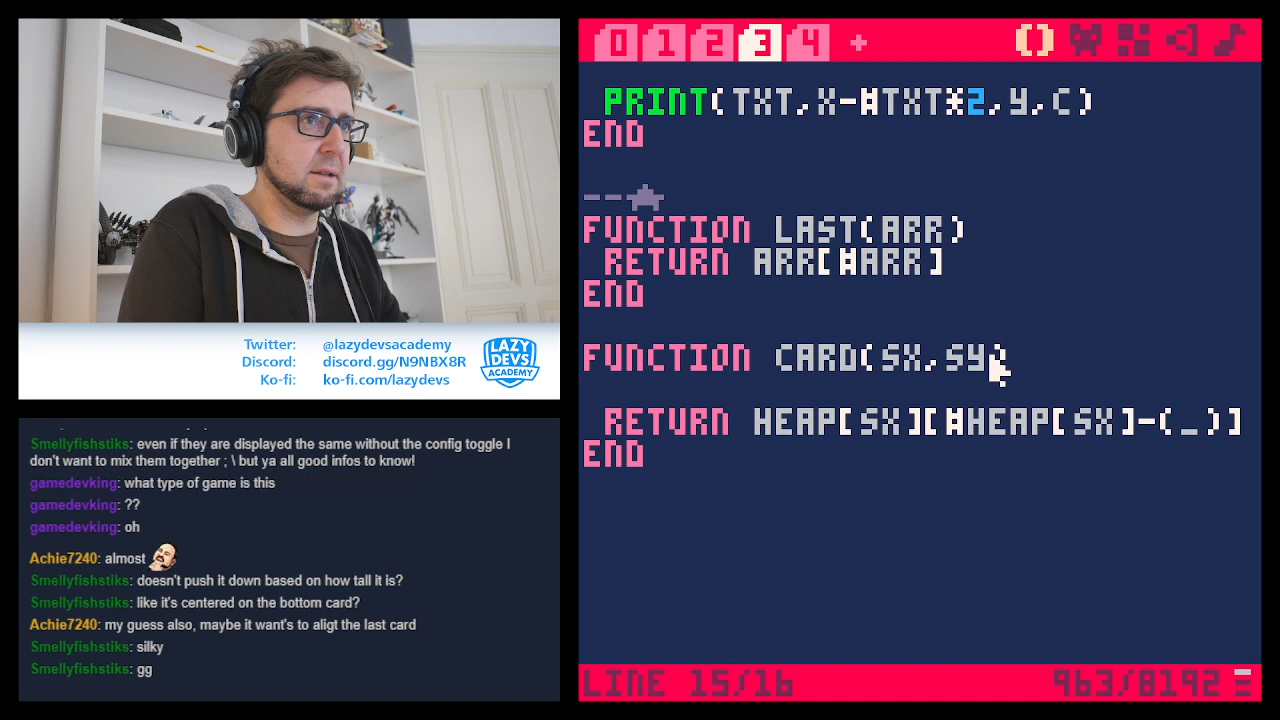 Twitter: @lazydevsacademy
Discord: discord.gg/N9NBX8R
Ko-fi: ko-fi.com/lazydevs
LAZY
DEVS
ACADEMY
Smellyfishstiks: even if they are displayed the same without the config toggle I
don't want to mix them together ; \ but ya all good infos to know!
gamedevking: what type of game is this
gamedevking: ??
gamedevking: oh
Achie7240: almost
Smellyfishstiks: doesn't push it down based on how tall it is?
Smellyfishstiks: like it's centered on the bottom card?
Achie7240: my guess also, maybe it want's to aligt the last card
Smellyfishstiks: silky
Smellyfishstiks: gg
0 1 2 3 4 +
PRINT(TXT,X-#TXT*2,Y,C)
END
--
FUNCTION LAST(ARR)
RETURN ARR[#ARR]
END
FUNCTION CARD(SX,SY)
RETURN HEAP[SX][#HEAP[SX]-(_)]
END
LINE 15/16
963/8192